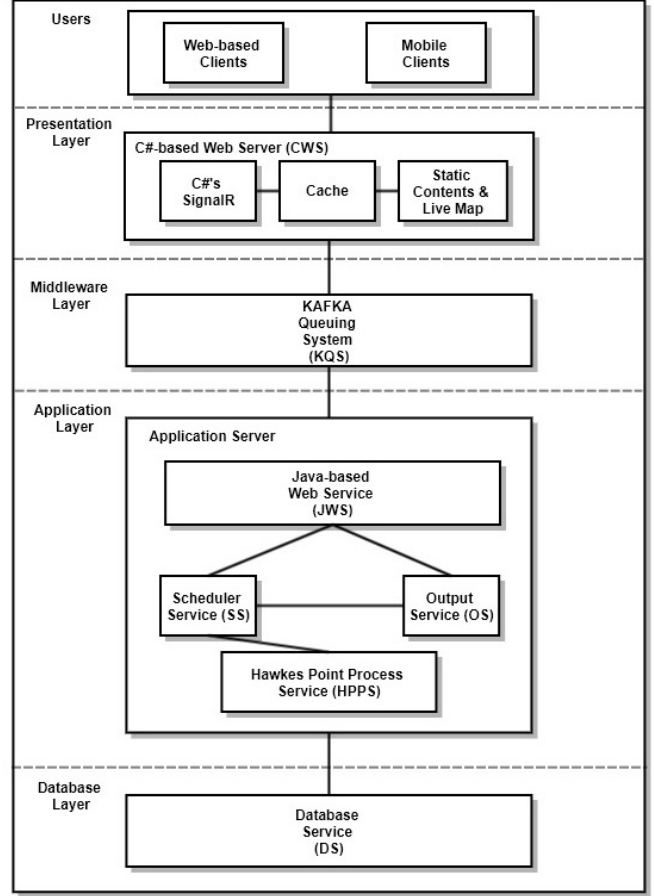 Users
Web-based
Clients
Mobile
Clients
Presentation
Layer
C#-based Web Server (CWS)
C#'s
SignalR
Cache
Static
Contents &
Live Map
Middleware
Layer
KAFKA
Queuing
System
(KQS)
Application
Layer
Application Server
Java-based
Web Service
(JWS)
Scheduler
Service (SS)
Output
Service (OS)
Hawkes Point Process
Service (HPPS)
Database
Layer
Database
Service
(DS)